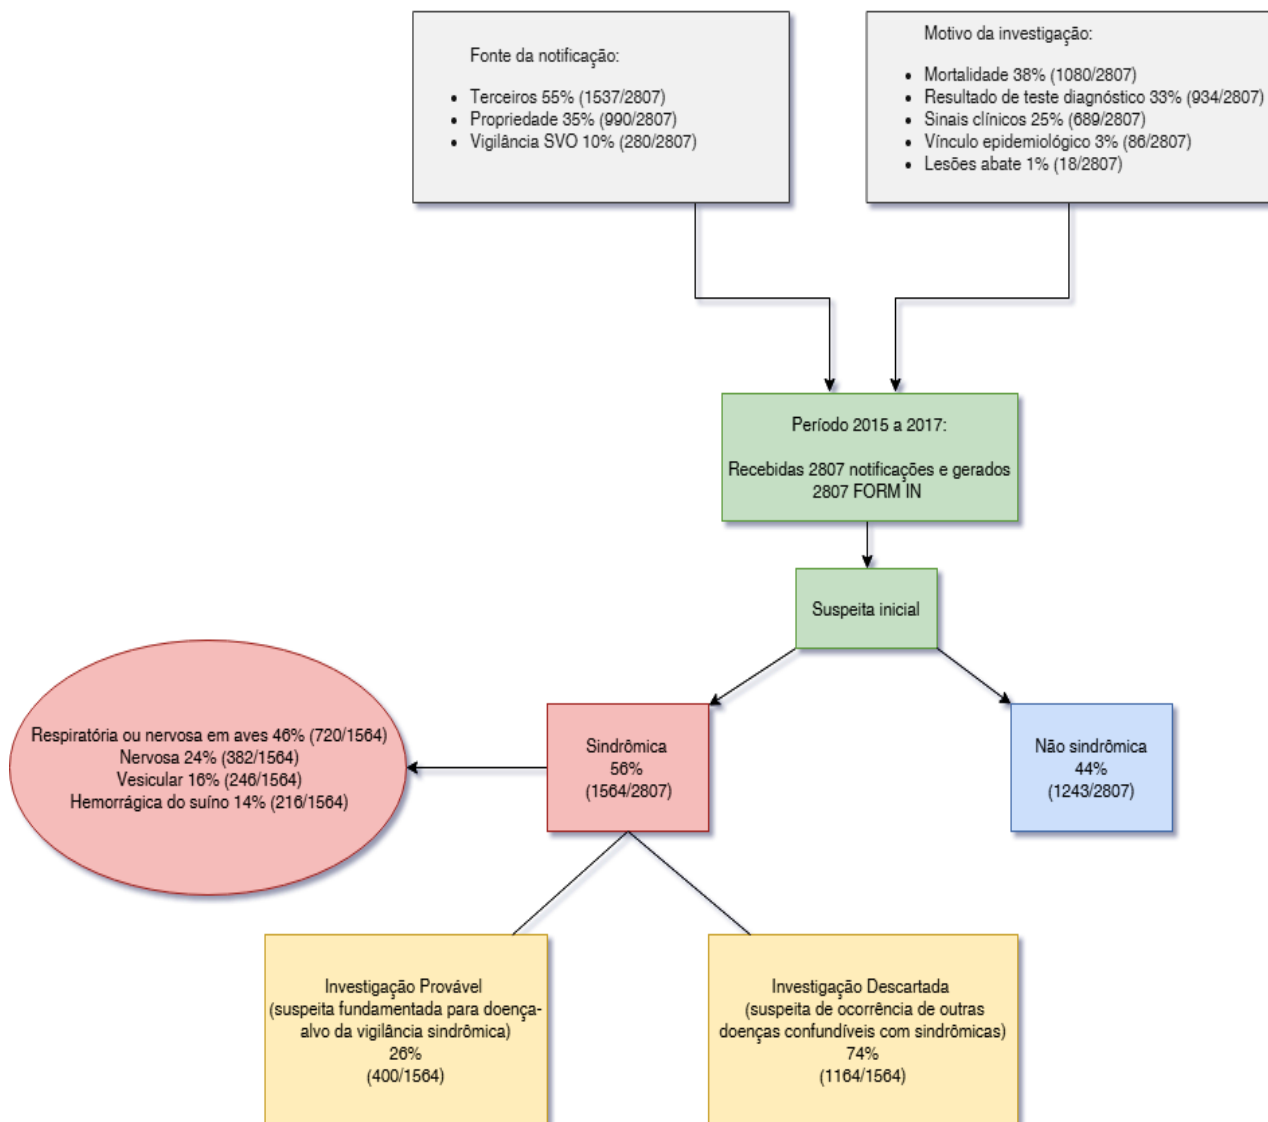 Fonte da notificação:
• Terceiros 55% (1537/2807)
• Propriedade 35% (990/2807)
• Vigilância SVO 10% (280/2807)
Motivo da investigação:
• Mortalidade 38% (1080/2807)
• Resultado de teste diagnóstico 33% (934/2807)
• Sinais clínicos 25% (689/2807)
• Vínculo epidemiológico 3% (86/2807)
• Lesões abate 1% (18/2807)
Período 2015 a 2017:
Recebidas 2807 notificações e gerados
2807 FORM IN
Suspeita inicial
Respiratória ou nervosa em aves 46% (720/1564)
Nervosa 24% (382/1564)
Vesicular 16% (246/1564)
Hemorrágica do suíno 14% (216/1564)
Sindrômica
56%
(1564/2807)
Não sindrômica
44%
(1243/2807)
Investigação Provável
(suspeita fundamentada para doença-
alvo da vigilância sindrômica)
26%
(400/1564)
Investigação Descartada
(suspeita de ocorrência de outras
doenças confundíveis com sindrômicas)
74%
(1164/1564)